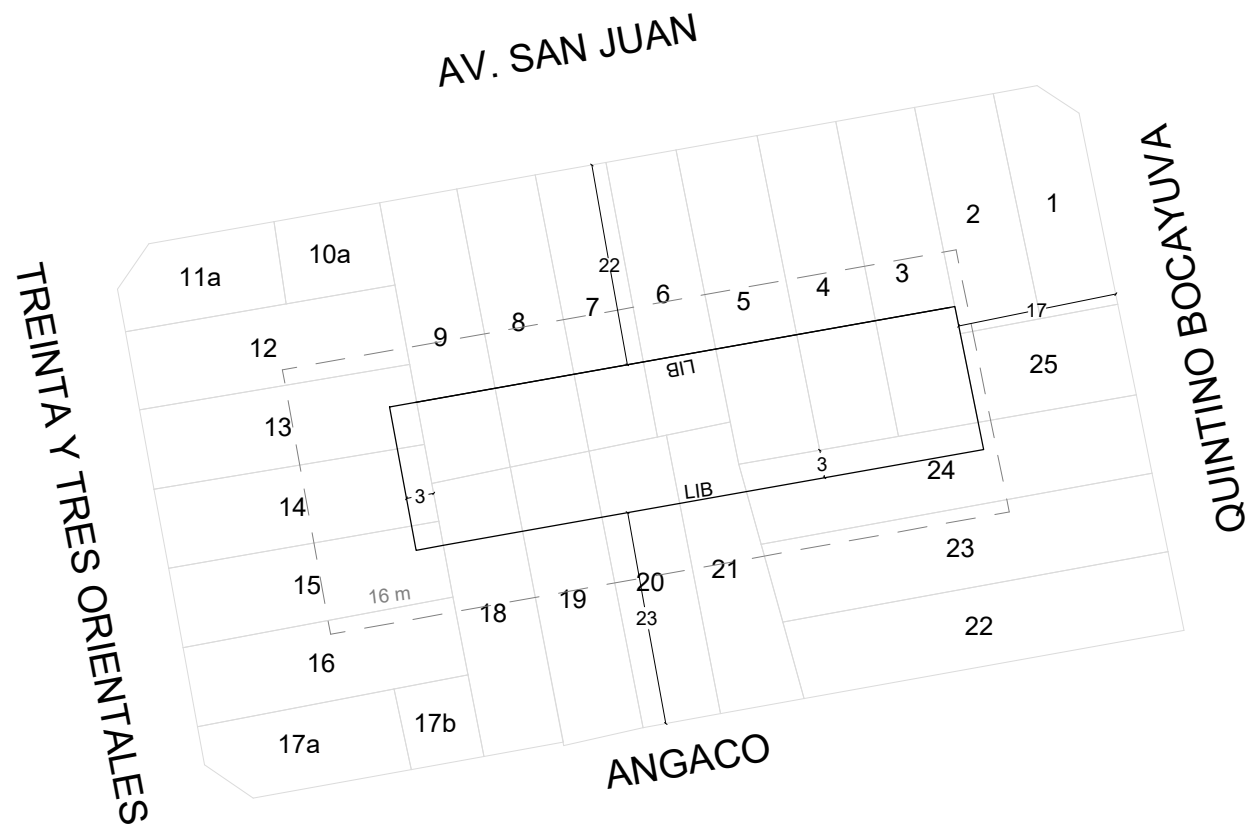 AV. SAN JUAN
QUINTINO BOCAYUVA
TREINTA Y TRES ORIENTALES
ANGACO
1
2
3
4
5
6
7
8
9
10a
11a
12
13
14
15
16
17a
17b
18
19
20
21
22
23
24
25
22
17
LIB
LIB
3
3
23
16 m